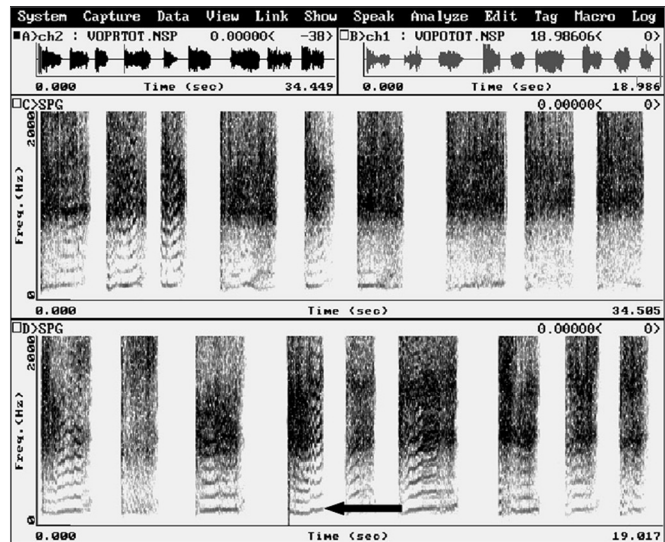 System Capture Data View Link Show Speak Analyze Edit Tag Macro Log
A>ch2 : VOPRTOT.NSP 0.00000< -38>
B>ch1 : VOPOTOT.NSP 18.98606< 0>
0.000 Time (sec) 34.449
0.000 Time (sec) 18.986
C>SPG 0.00000< 0>
2000
Freq.(Hz)
0
0.000 Time (sec) 34.505
D>SPG 0.00000< 0>
2000
Freq.(Hz)
0
0.000 Time (sec) 19.017